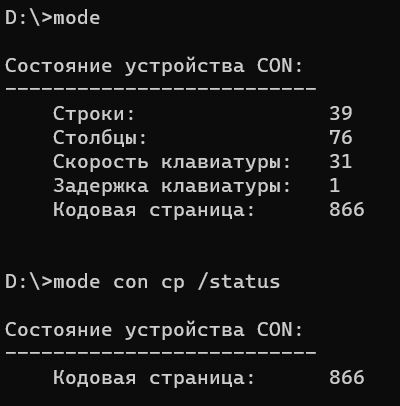 D:\>mode
Состояние устройства CON:
--------------------------
Строки: 39
Столбцы: 76
Скорость клавиатуры: 31
Задержка клавиатуры: 1
Кодовая страница: 866
D:\>mode con cp /status
Состояние устройства CON:
--------------------------
Кодовая страница: 866